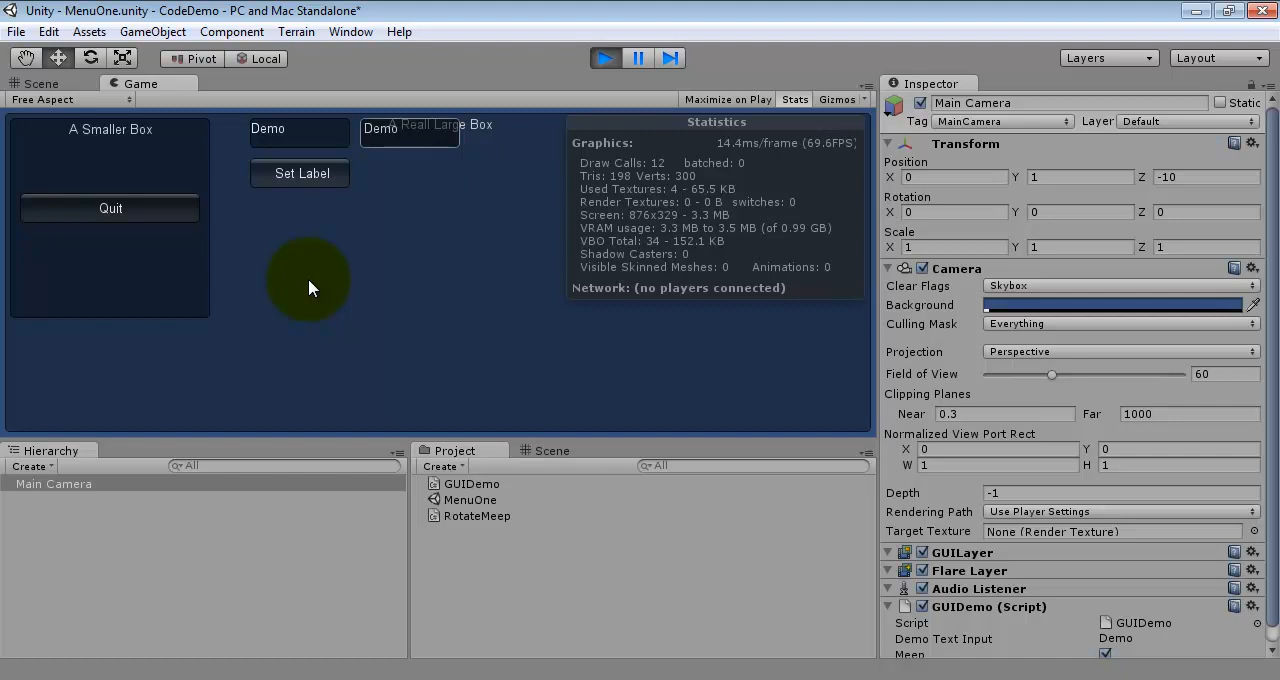 Unity - MenuOne.unity - CodeDemo - PC and Mac Standalone*
File Edit Assets GameObject Component Terrain Window Help
Pivot Local Layers Layout
Scene Game
Free Aspect Maximize on Play Stats Gizmos
A Smaller Box
Quit
Demo
Demo
A Reall Large Box
Set Label
Statistics
Graphics: 14.4ms/frame (69.6FPS)
Draw Calls: 12 batched: 0
Tris: 198 Verts: 300
Used Textures: 4 - 65.5 KB
Render Textures: 0 - 0 B switches: 0
Screen: 876x329 - 3.3 MB
VRAM usage: 3.3 MB to 3.5 MB (of 0.99 GB)
VBO Total: 34 - 152.1 KB
Shadow Casters: 0
Visible Skinned Meshes: 0 Animations: 0
Network: (no players connected)
Hierarchy
Create All
Main Camera
Project Scene
Create All
GUIDemo
MenuOne
RotateMeep
Inspector
Main Camera Static
Tag MainCamera Layer Default
Transform
Position
X 0 Y 1 Z -10
Rotation
X 0 Y 0 Z 0
Scale
X 1 Y 1 Z 1
Camera
Clear Flags Skybox
Background
Culling Mask Everything
Projection Perspective
Field of View 60
Clipping Planes
Near 0.3 Far 1000
Normalized View Port Rect
X 0 Y 0
W 1 H 1
Depth -1
Rendering Path Use Player Settings
Target Texture None (Render Texture)
GUILayer
Flare Layer
Audio Listener
GUIDemo (Script)
Script GUIDemo
Demo Text Input Demo
Meep